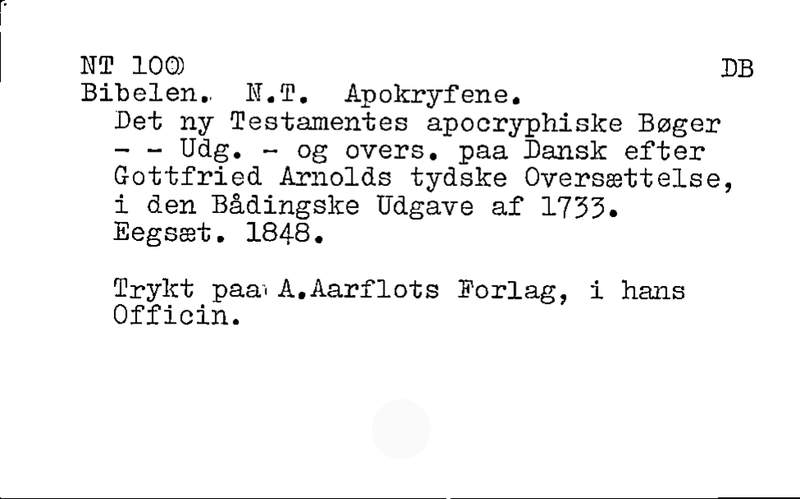 NT 100 DB
Bibelen. N.T. Apokryfene.
Det ny Testamentes apocryphiske Bøger
- - Udg. - og overs. paa Dansk efter
Gottfried Arnolds tydske Oversættelse,
i den Bådingske Udgave af 1733.
Eegsæt. 1848.
Trykt paa A.Aarflots Forlag, i hans
Officin.